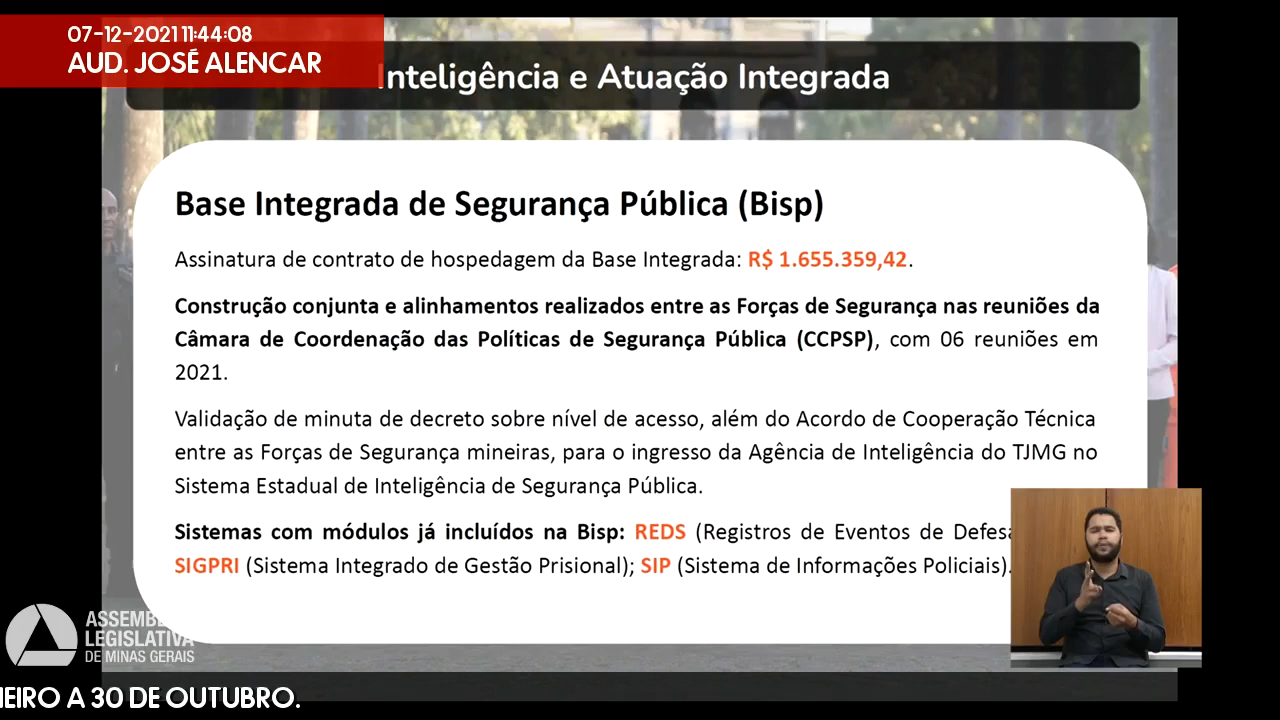 07-12-2021 11:44:08
AUD. JOSÉ ALENCAR
Inteligência e Atuação Integrada
Base Integrada de Segurança Pública (Bisp)
Assinatura de contrato de hospedagem da Base Integrada: R$ 1.655.359,42.
Construção conjunta e alinhamentos realizados entre as Forças de Segurança nas reuniões da
Câmara de Coordenação das Políticas de Segurança Pública (CCPSP), com 06 reuniões em
2021.
Validação de minuta de decreto sobre nível de acesso, além do Acordo de Cooperação Técnica
entre as Forças de Segurança mineiras, para o ingresso da Agência de Inteligência do TJMG no
Sistema Estadual de Inteligência de Segurança Pública.
Sistemas com módulos já incluídos na Bisp: REDS (Registros de Eventos de Defesa
SIGPRI (Sistema Integrado de Gestão Prisional); SIP (Sistema de Informações Policiais).
LEGISLATIVA
DE MINAS GERAIS
A 30 DE OUTUBRO.